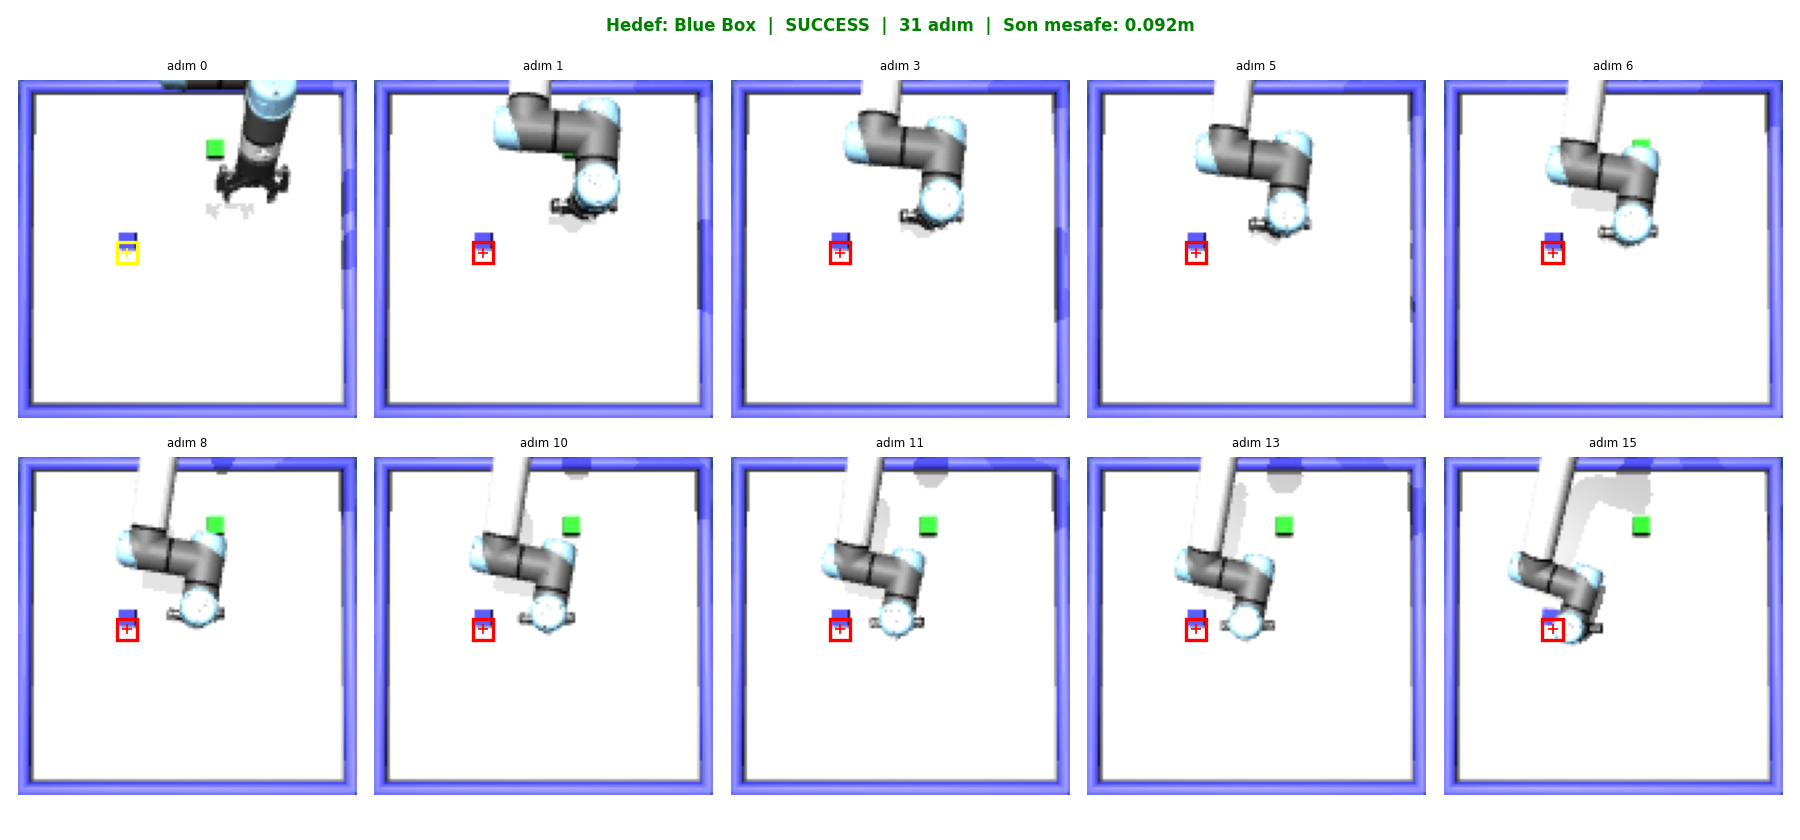 Hedef: Blue Box | SUCCESS | 31 adım | Son mesafe: 0.092m
adım 0
adım 1
adım 3
adım 5
adım 6
adım 8
adım 10
adım 11
adım 13
adım 15